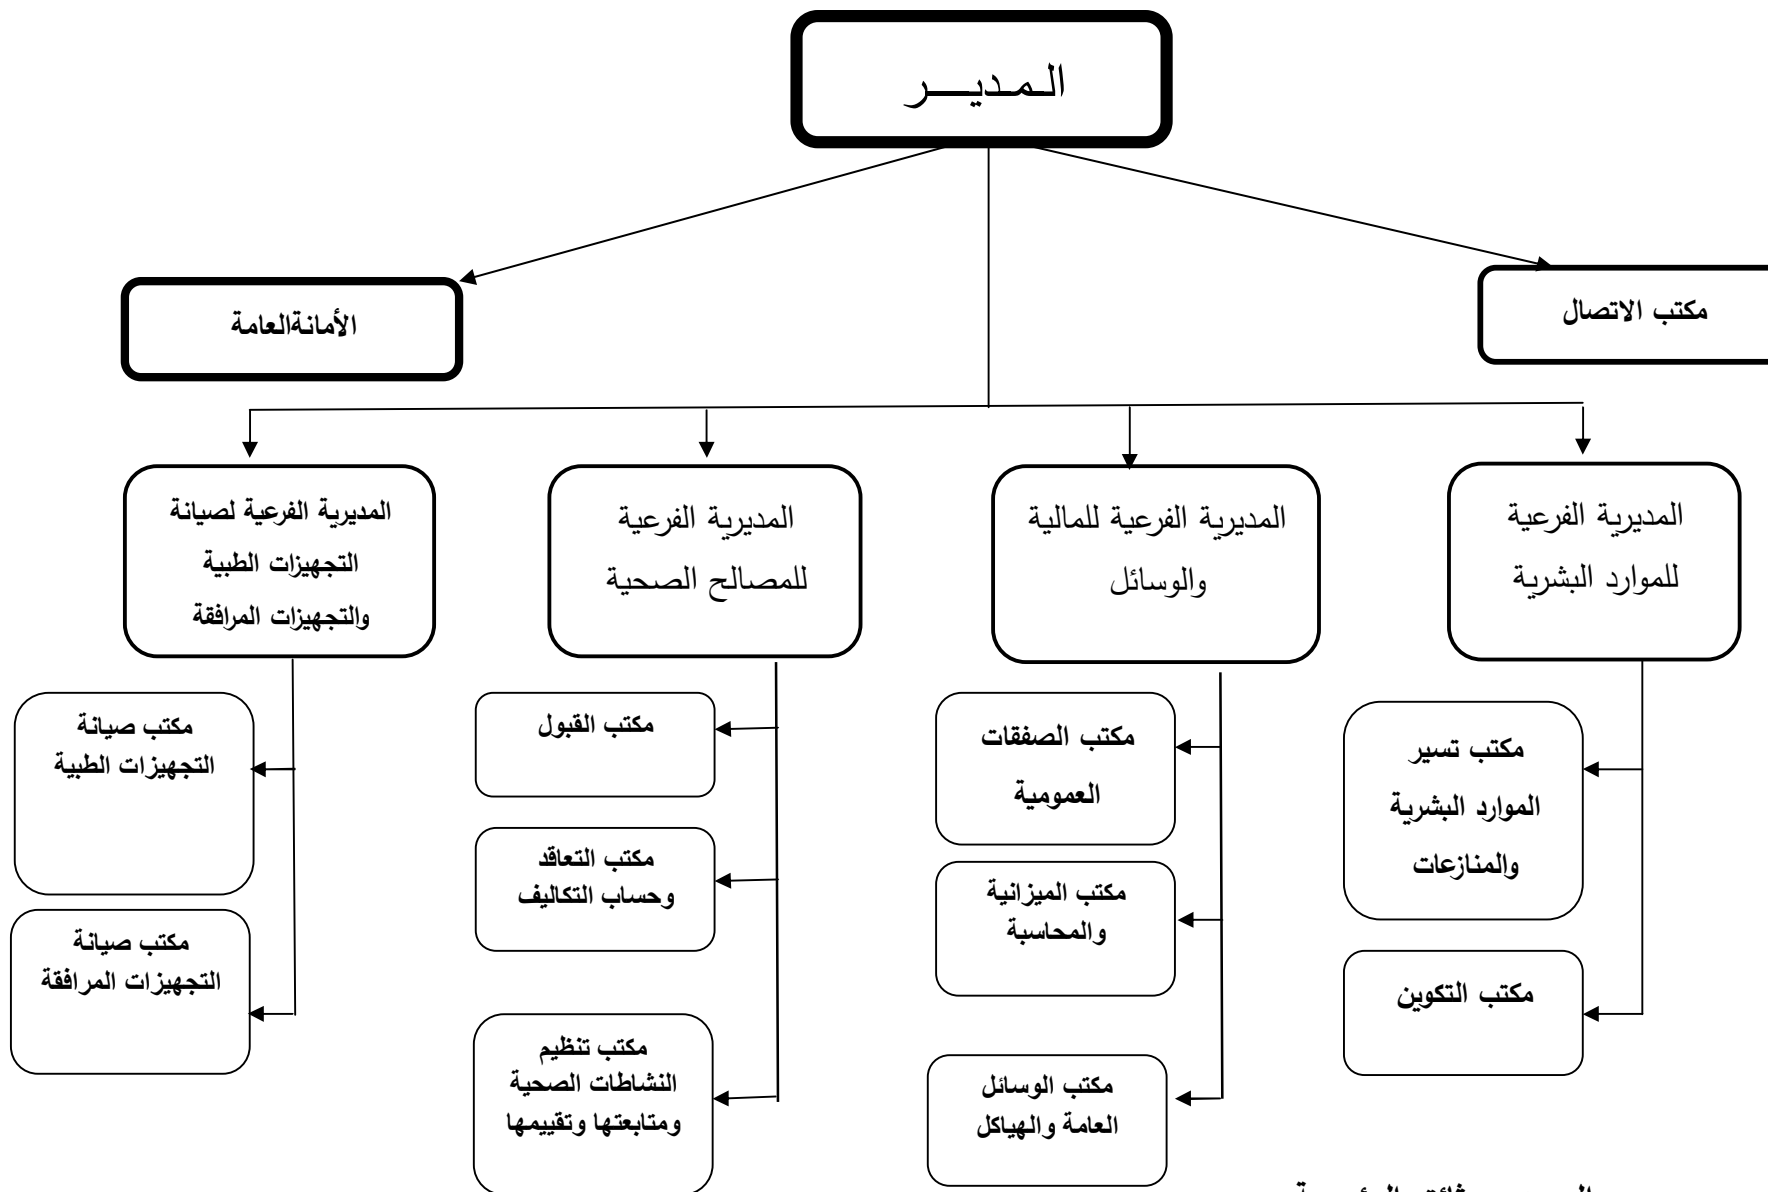 الـمـديـــر
مكتب الاتصال
الأمانةالعامة
المديرية الفرعية
للموارد البشرية
المديرية الفرعية للمالية
والوسائل
المديرية الفرعية
للمصالح الصحية
المديرية الفرعية لصيانة
التجهيزات الطبية
والتجهيزات المرافقة
مكتب تسير
الموارد البشرية
والمنازعات
مكتب التكوين
مكتب الصفقات
العمومية
مكتب الميزانية
والمحاسبة
مكتب الوسائل
العامة والهياكل
مكتب القبول
مكتب التعاقد
وحساب التكاليف
مكتب تنظيم
النشاطات الصحية
ومتابعتها وتقييمها
مكتب صيانة
التجهيزات الطبية
مكتب صيانة
التجهيزات المرافقة